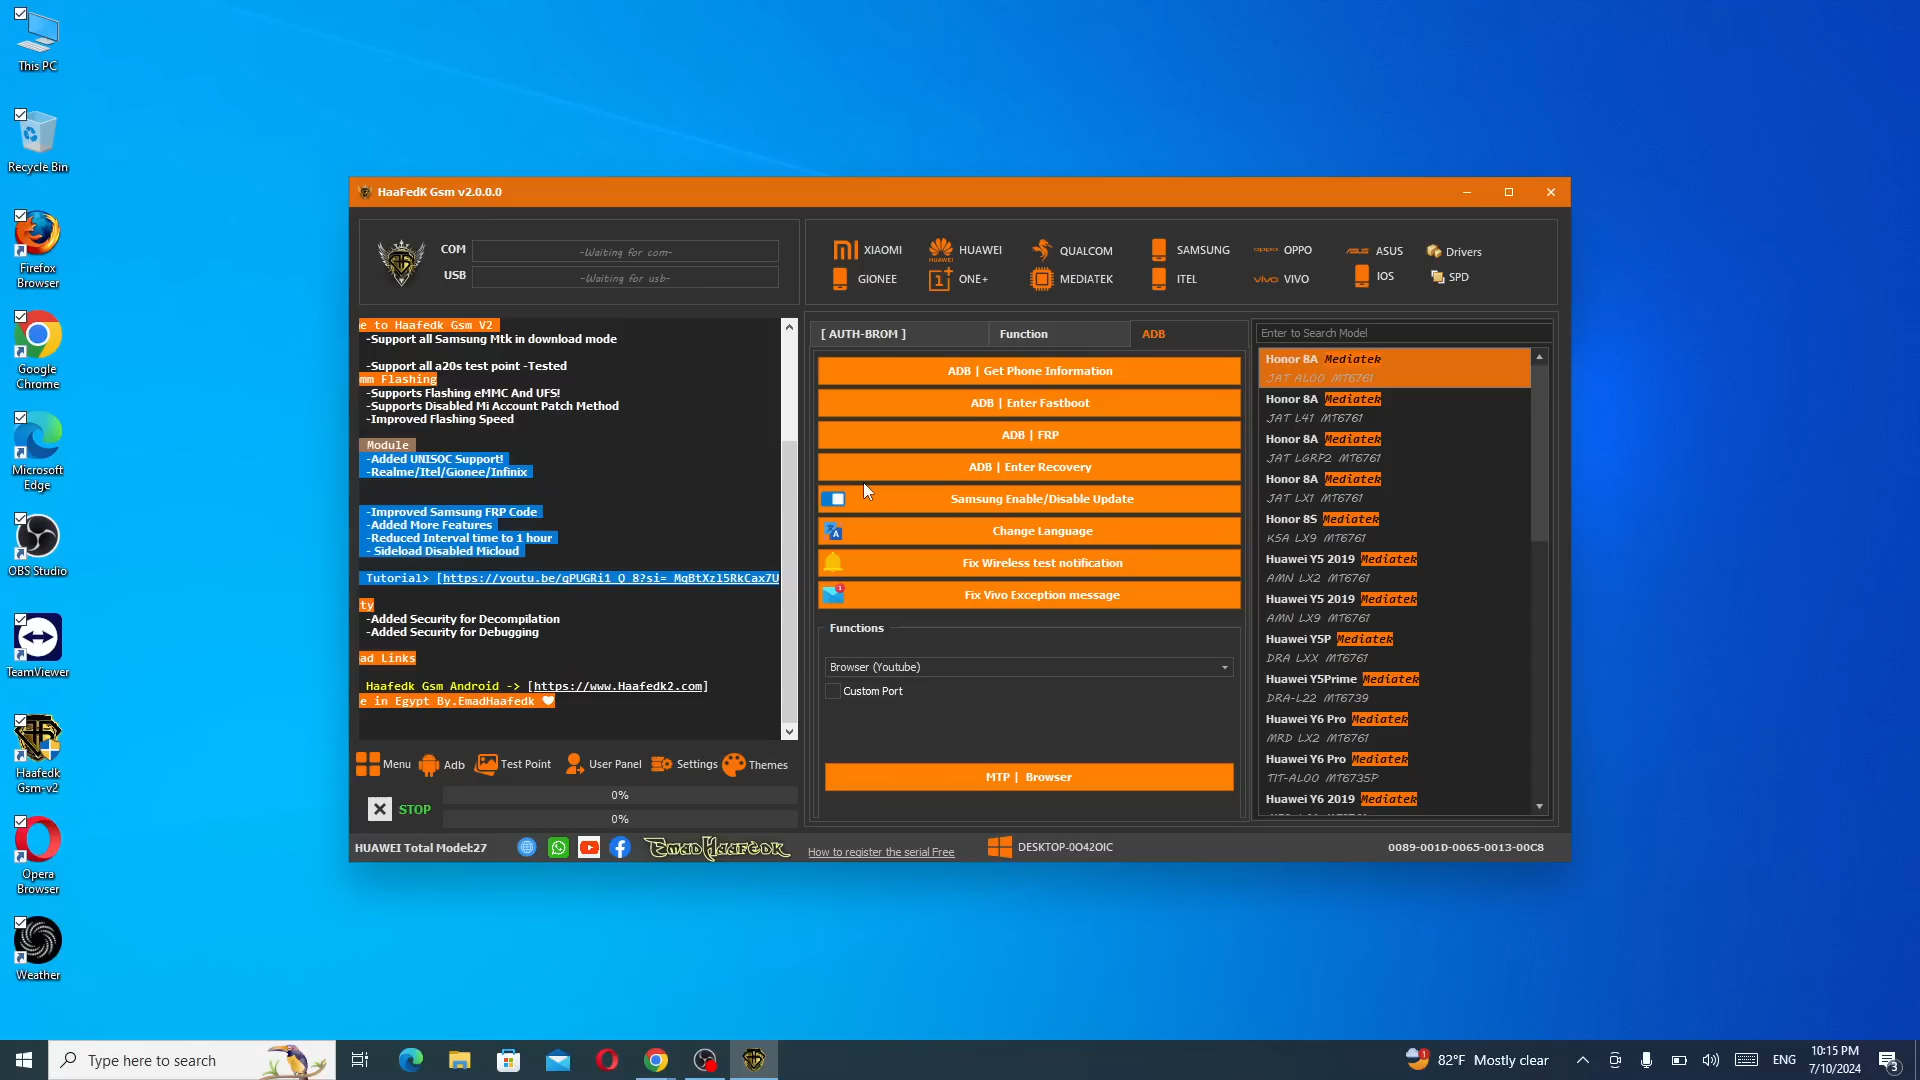 This PC
Recycle Bin
Firefox
Browser
Google
Chrome
Microsoft
Edge
OBS Studio
TeamViewer
Haafedk
Gsm-v2
Opera
Browser
Weather
HaaFedK Gsm v2.0.0.0
COM
-Waiting for com-
USB
-Waiting for usb-
XIAOMI
HUAWEI
QUALCOMM
SAMSUNG
OPPO
ASUS
Drivers
GIONEE
ONE+
MEDIATEK
ITEL
VIVO
IOS
SPD
e to Haafedk Gsm V2
-Support all Samsung Mtk in download mode
-Support all a20s test point -Tested
mm Flashing
-Supports Flashing eMMC And UFS!
-Supports Disabled Mi Account Patch Method
-Improved Flashing Speed
Module
-Added UNISOC Support!
-Realme/Itel/Gionee/Infinix
-Improved Samsung FRP Code
-Added More Features
-Reduced Interval time to 1 hour
- Sideload Disabled Micloud
Tutorial> [https://youtu.be/qPUGRi1_Q_8?si=_MqBtXzl5RkCax7U
ty
-Added Security for Decompilation
-Added Security for Debugging
ad Links
Haafedk Gsm Android -> [https://www.Haafedk2.com]
e in Egypt By.EmadHaafedk
Menu
Adb
Test Point
User Panel
Settings
Themes
STOP
0%
0%
[ AUTH-BROM ]
Function
ADB
ADB | Get Phone Information
ADB | Enter Fastboot
ADB | FRP
ADB | Enter Recovery
Samsung Enable/Disable Update
Change Language
Fix Wireless test notification
Fix Vivo Exception message
Functions
Browser (Youtube)
Custom Port
MTP | Browser
Enter to Search Model
Honor 8A Mediatek
JAT AL00 MT6761
Honor 8A Mediatek
JAT L41 MT6761
Honor 8A Mediatek
JAT LGRP2 MT6761
Honor 8A Mediatek
JAT LX1 MT6761
Honor 8S Mediatek
KSA LX9 MT6761
Huawei Y5 2019 Mediatek
AMN LX2 MT6761
Huawei Y5 2019 Mediatek
AMN LX9 MT6761
Huawei Y5P Mediatek
DRA LXX MT6761
Huawei Y5Prime Mediatek
DRA-L22 MT6739
Huawei Y6 Pro Mediatek
MRD LX2 MT6761
Huawei Y6 Pro Mediatek
TIT-AL00 MT6735P
Huawei Y6 2019 Mediatek
HUAWEI Total Model:27
EmadHaafedk
How to register the serial Free
DESKTOP-0O42OIC
0089-001D-0065-0013-00C8
Type here to search
82°F Mostly clear
ENG
10:15 PM
7/10/2024
3